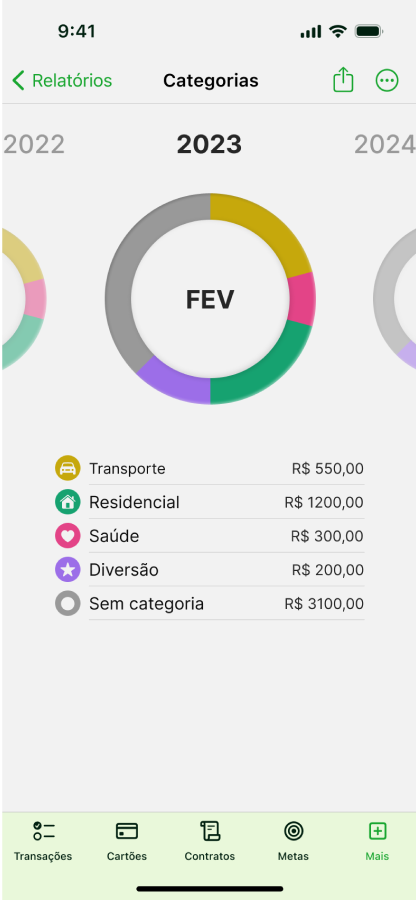 9:41
Relatórios Categorias
2022 2023 2024
FEV
Transporte R$ 550,00
Residencial R$ 1200,00
Saúde R$ 300,00
Diversão R$ 200,00
Sem categoria R$ 3100,00
Transações Cartões Contratos Metas Mais